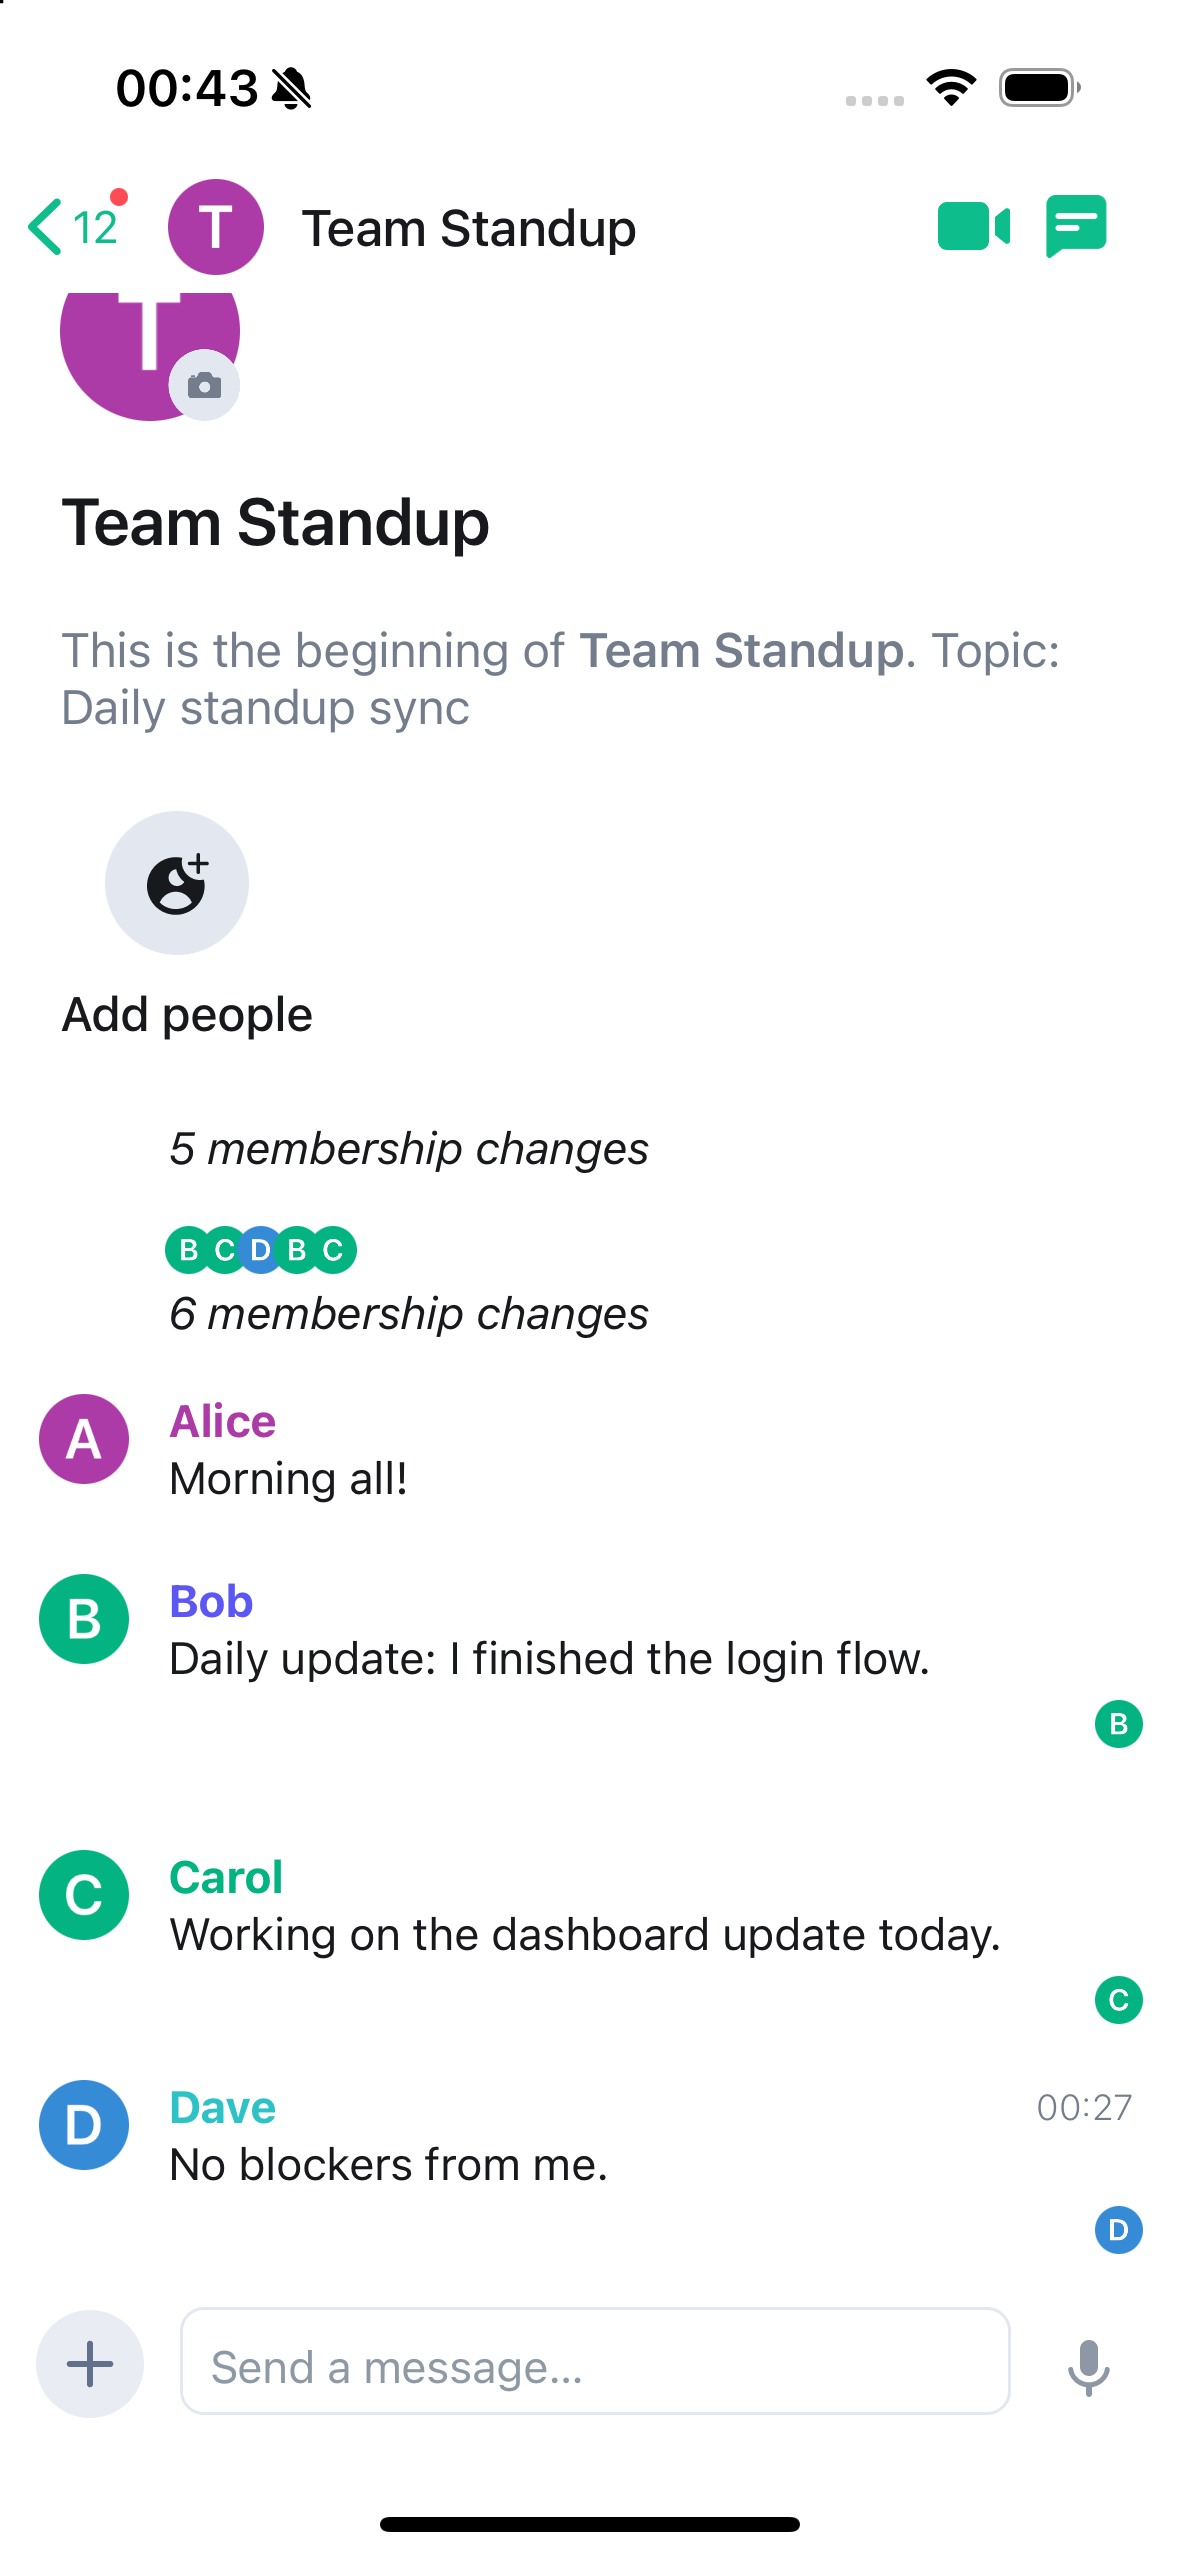 00:43
12
T
Team Standup
T
Team Standup
This is the beginning of Team Standup. Topic:
Daily standup sync
Add people
5 membership changes
B C D B C
6 membership changes
A
Alice
Morning all!
B
Bob
Daily update: I finished the login flow.
B
C
Carol
Working on the dashboard update today.
C
D
Dave
00:27
No blockers from me.
D
Send a message...